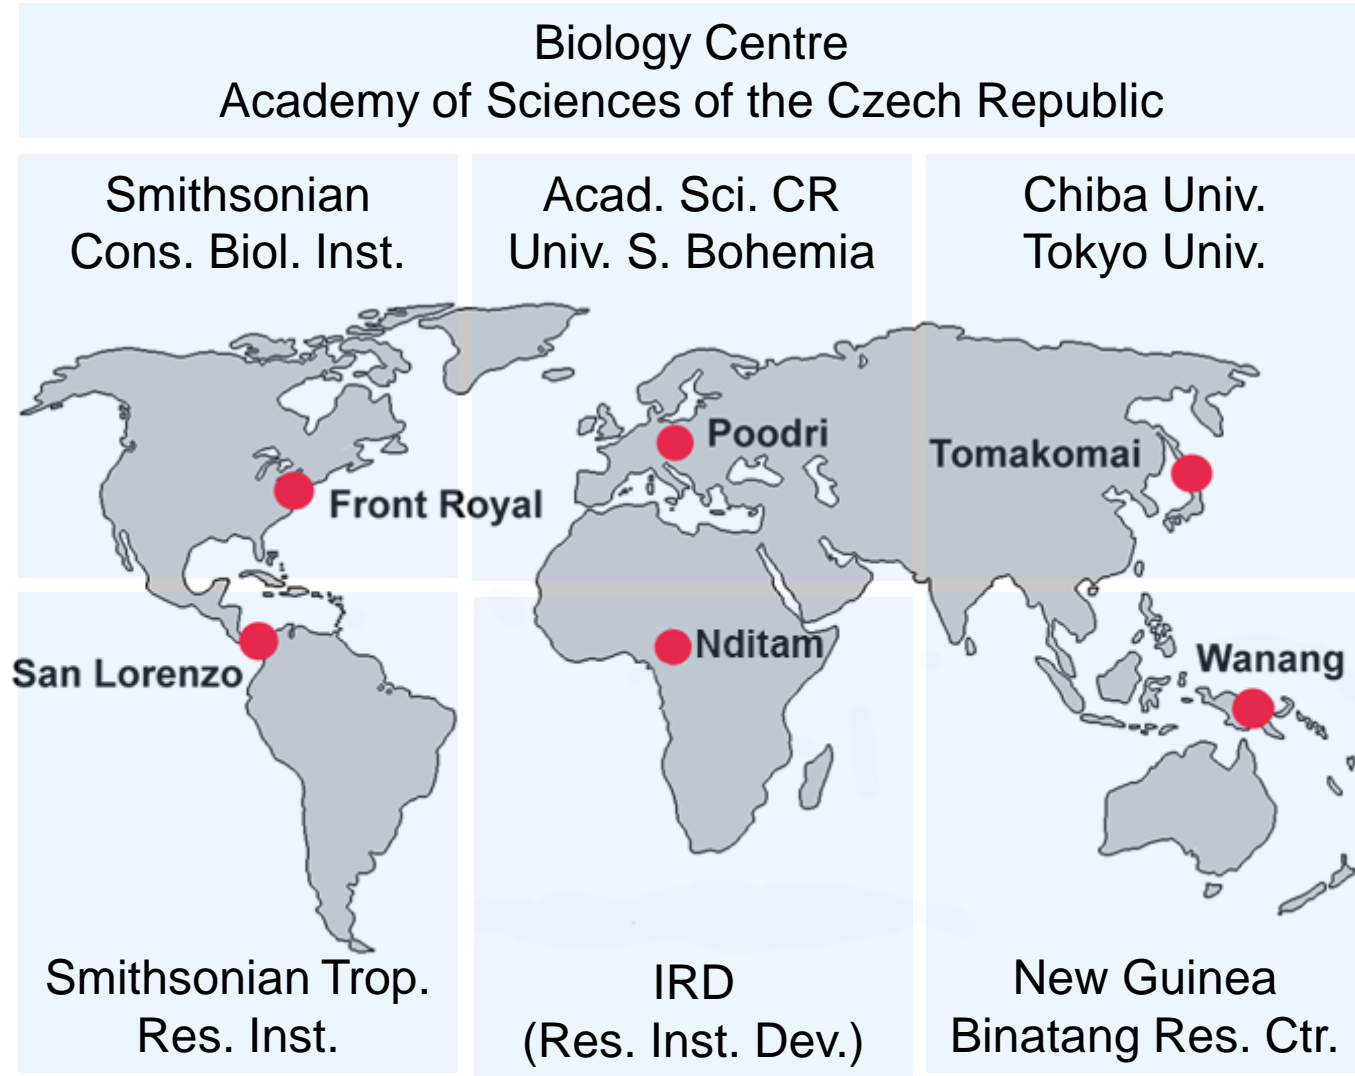 Biology Centre
Academy of Sciences of the Czech Republic
Smithsonian
Cons. Biol. Inst.
Acad. Sci. CR
Univ. S. Bohemia
Chiba Univ.
Tokyo Univ.
Front Royal
Poodri
Tomakomai
San Lorenzo
Nditam
Wanang
Smithsonian Trop.
Res. Inst.
IRD
(Res. Inst. Dev.)
New Guinea
Binatang Res. Ctr.